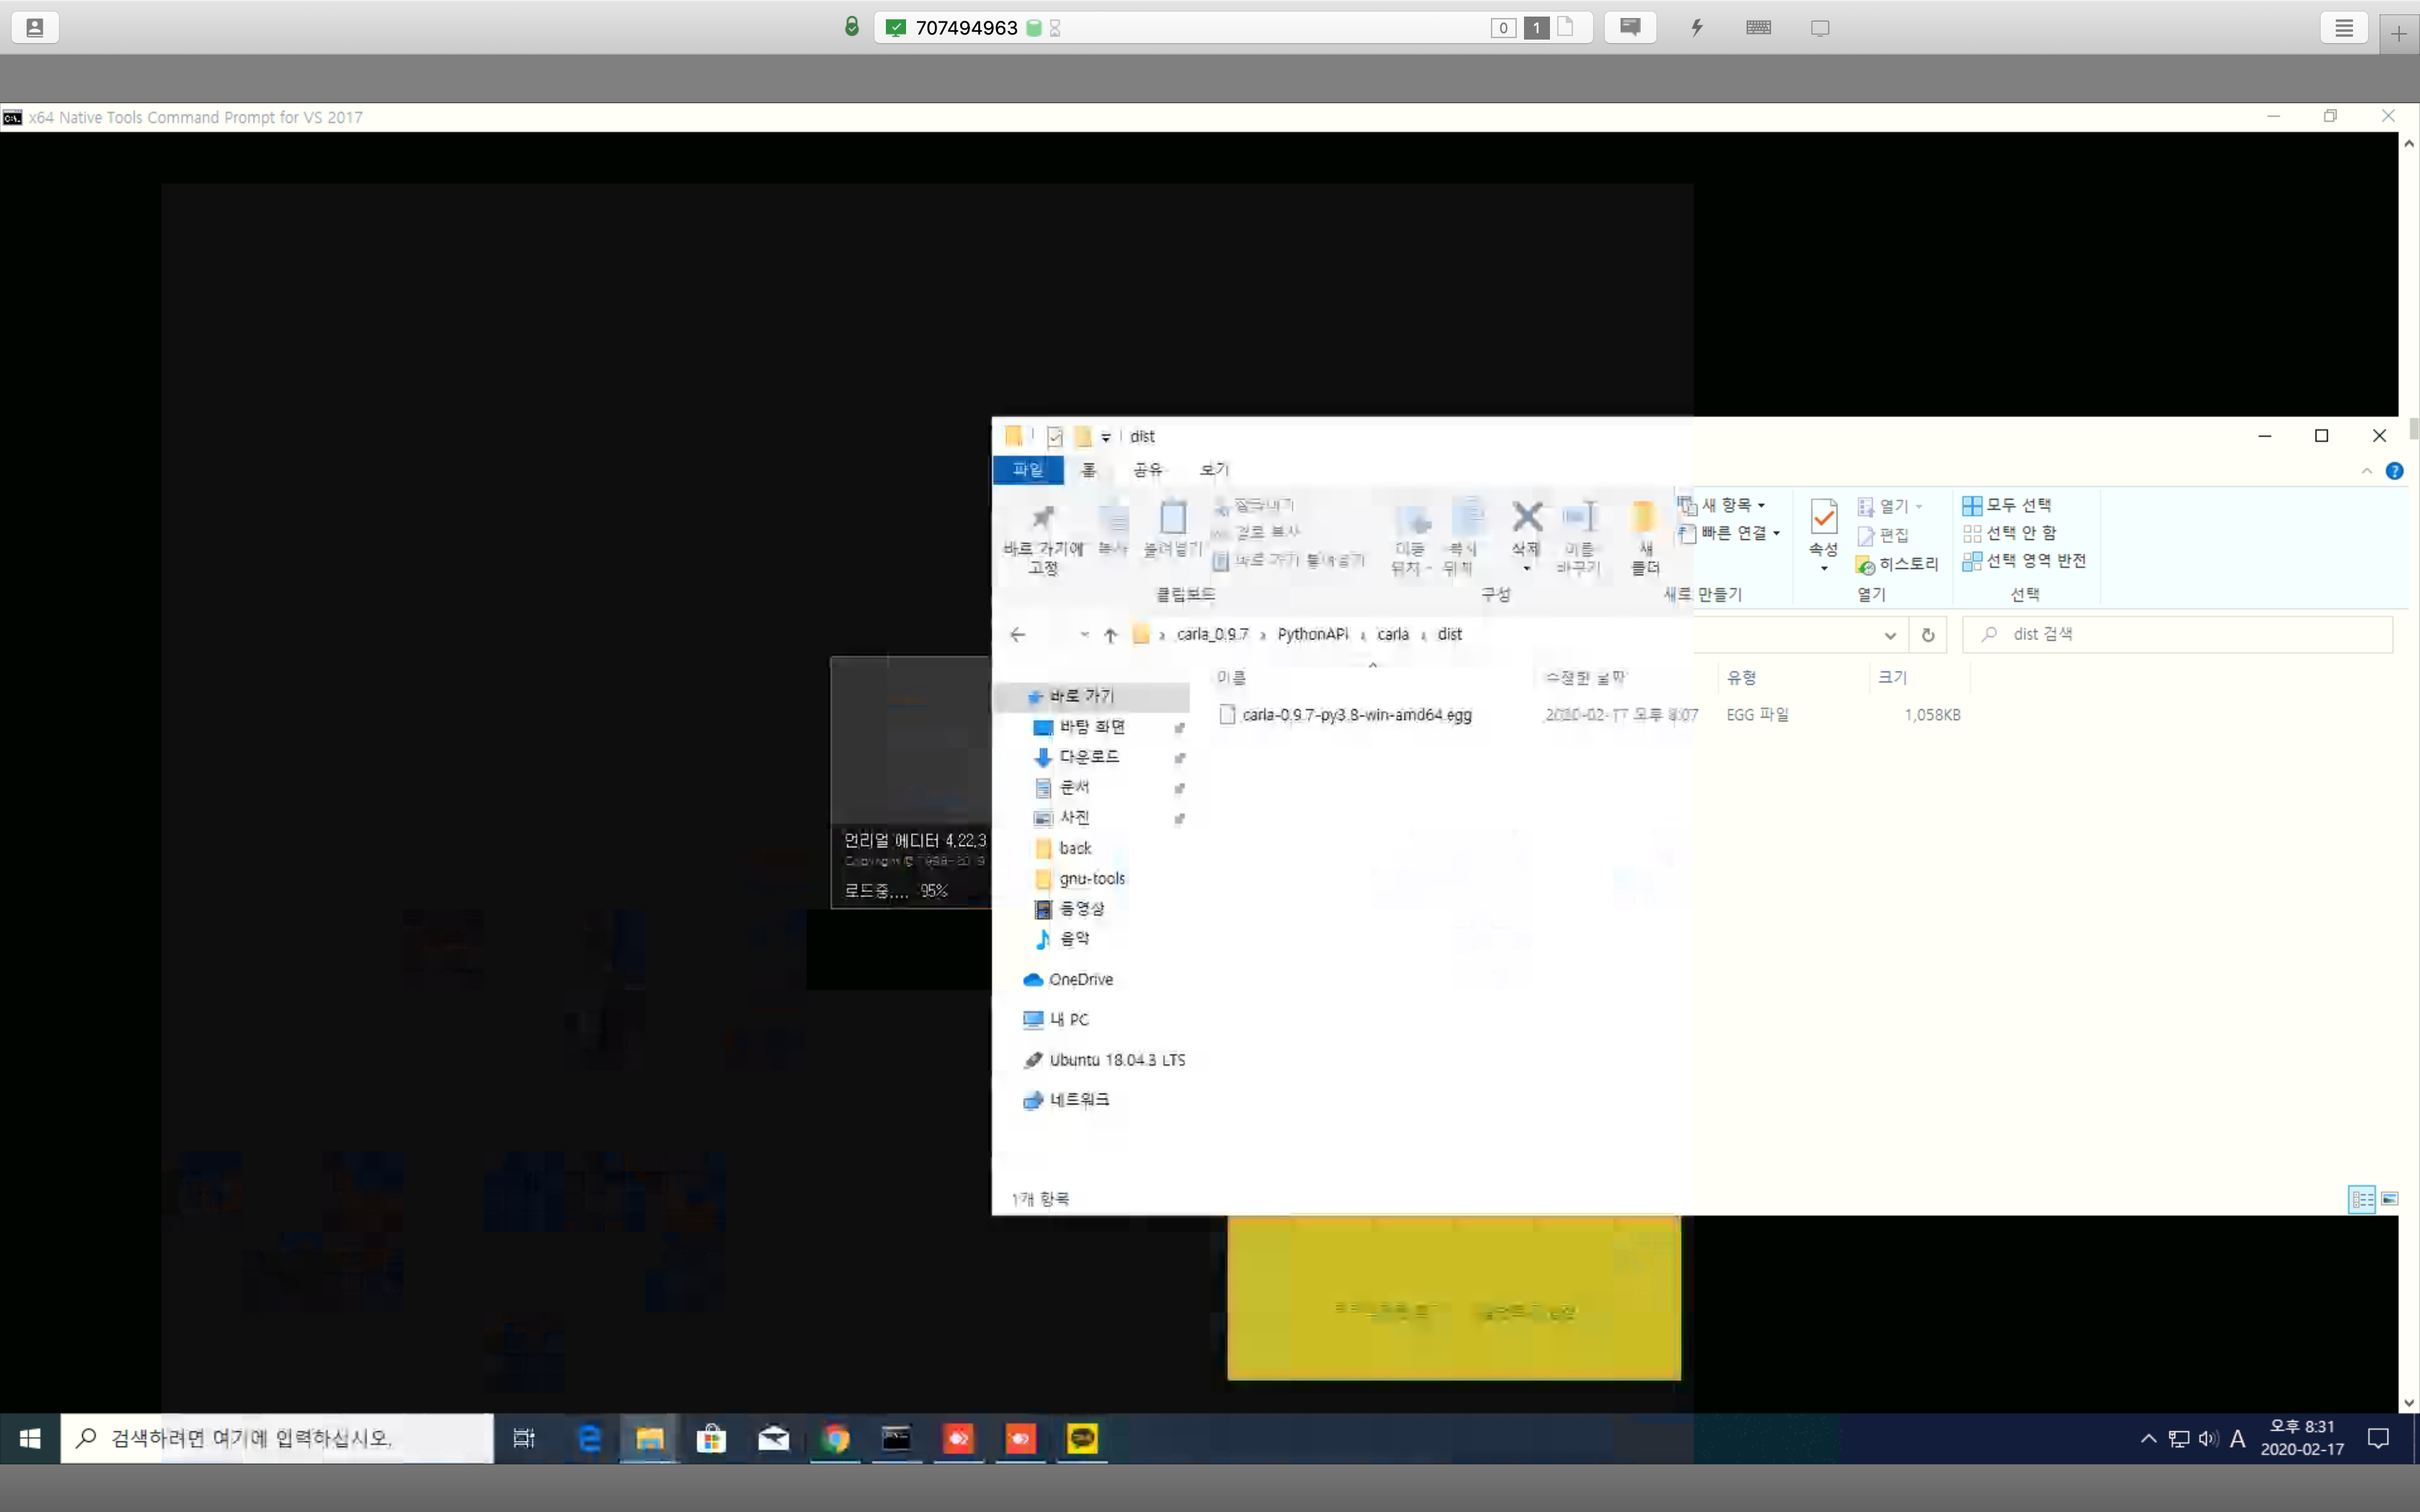 707494963
0 1
x64 Native Tools Command Prompt for VS 2017
dist
파일 홈 공유 보기
바로 가기에 고정
복사
붙여넣기
잘라내기
경로 복사
바로 가기 붙여넣기
클립보드
이동 위치
복사 위치
삭제
이름 바꾸기
구성
새 폴더
새 항목
빠른 연결
새로 만들기
속성
열기
편집
히스토리
열기
모두 선택
선택 안 함
선택 영역 반전
선택
carla_0.9.7 PythonAPI carla dist
dist 검색
이름 수정한 날짜 유형 크기
carla-0.9.7-py3.8-win-amd64.egg 2020-02-17 오후 8:07 EGG 파일 1,058KB
바로 가기
바탕 화면
다운로드
문서
사진
back
gnu-tools
동영상
음악
OneDrive
내 PC
Ubuntu 18.04.3 LTS
네트워크
1개 항목
언리얼 에디터 4.22.3
로드중.... 95%
검색하려면 여기에 입력하십시오.
A
오후 8:31
2020-02-17